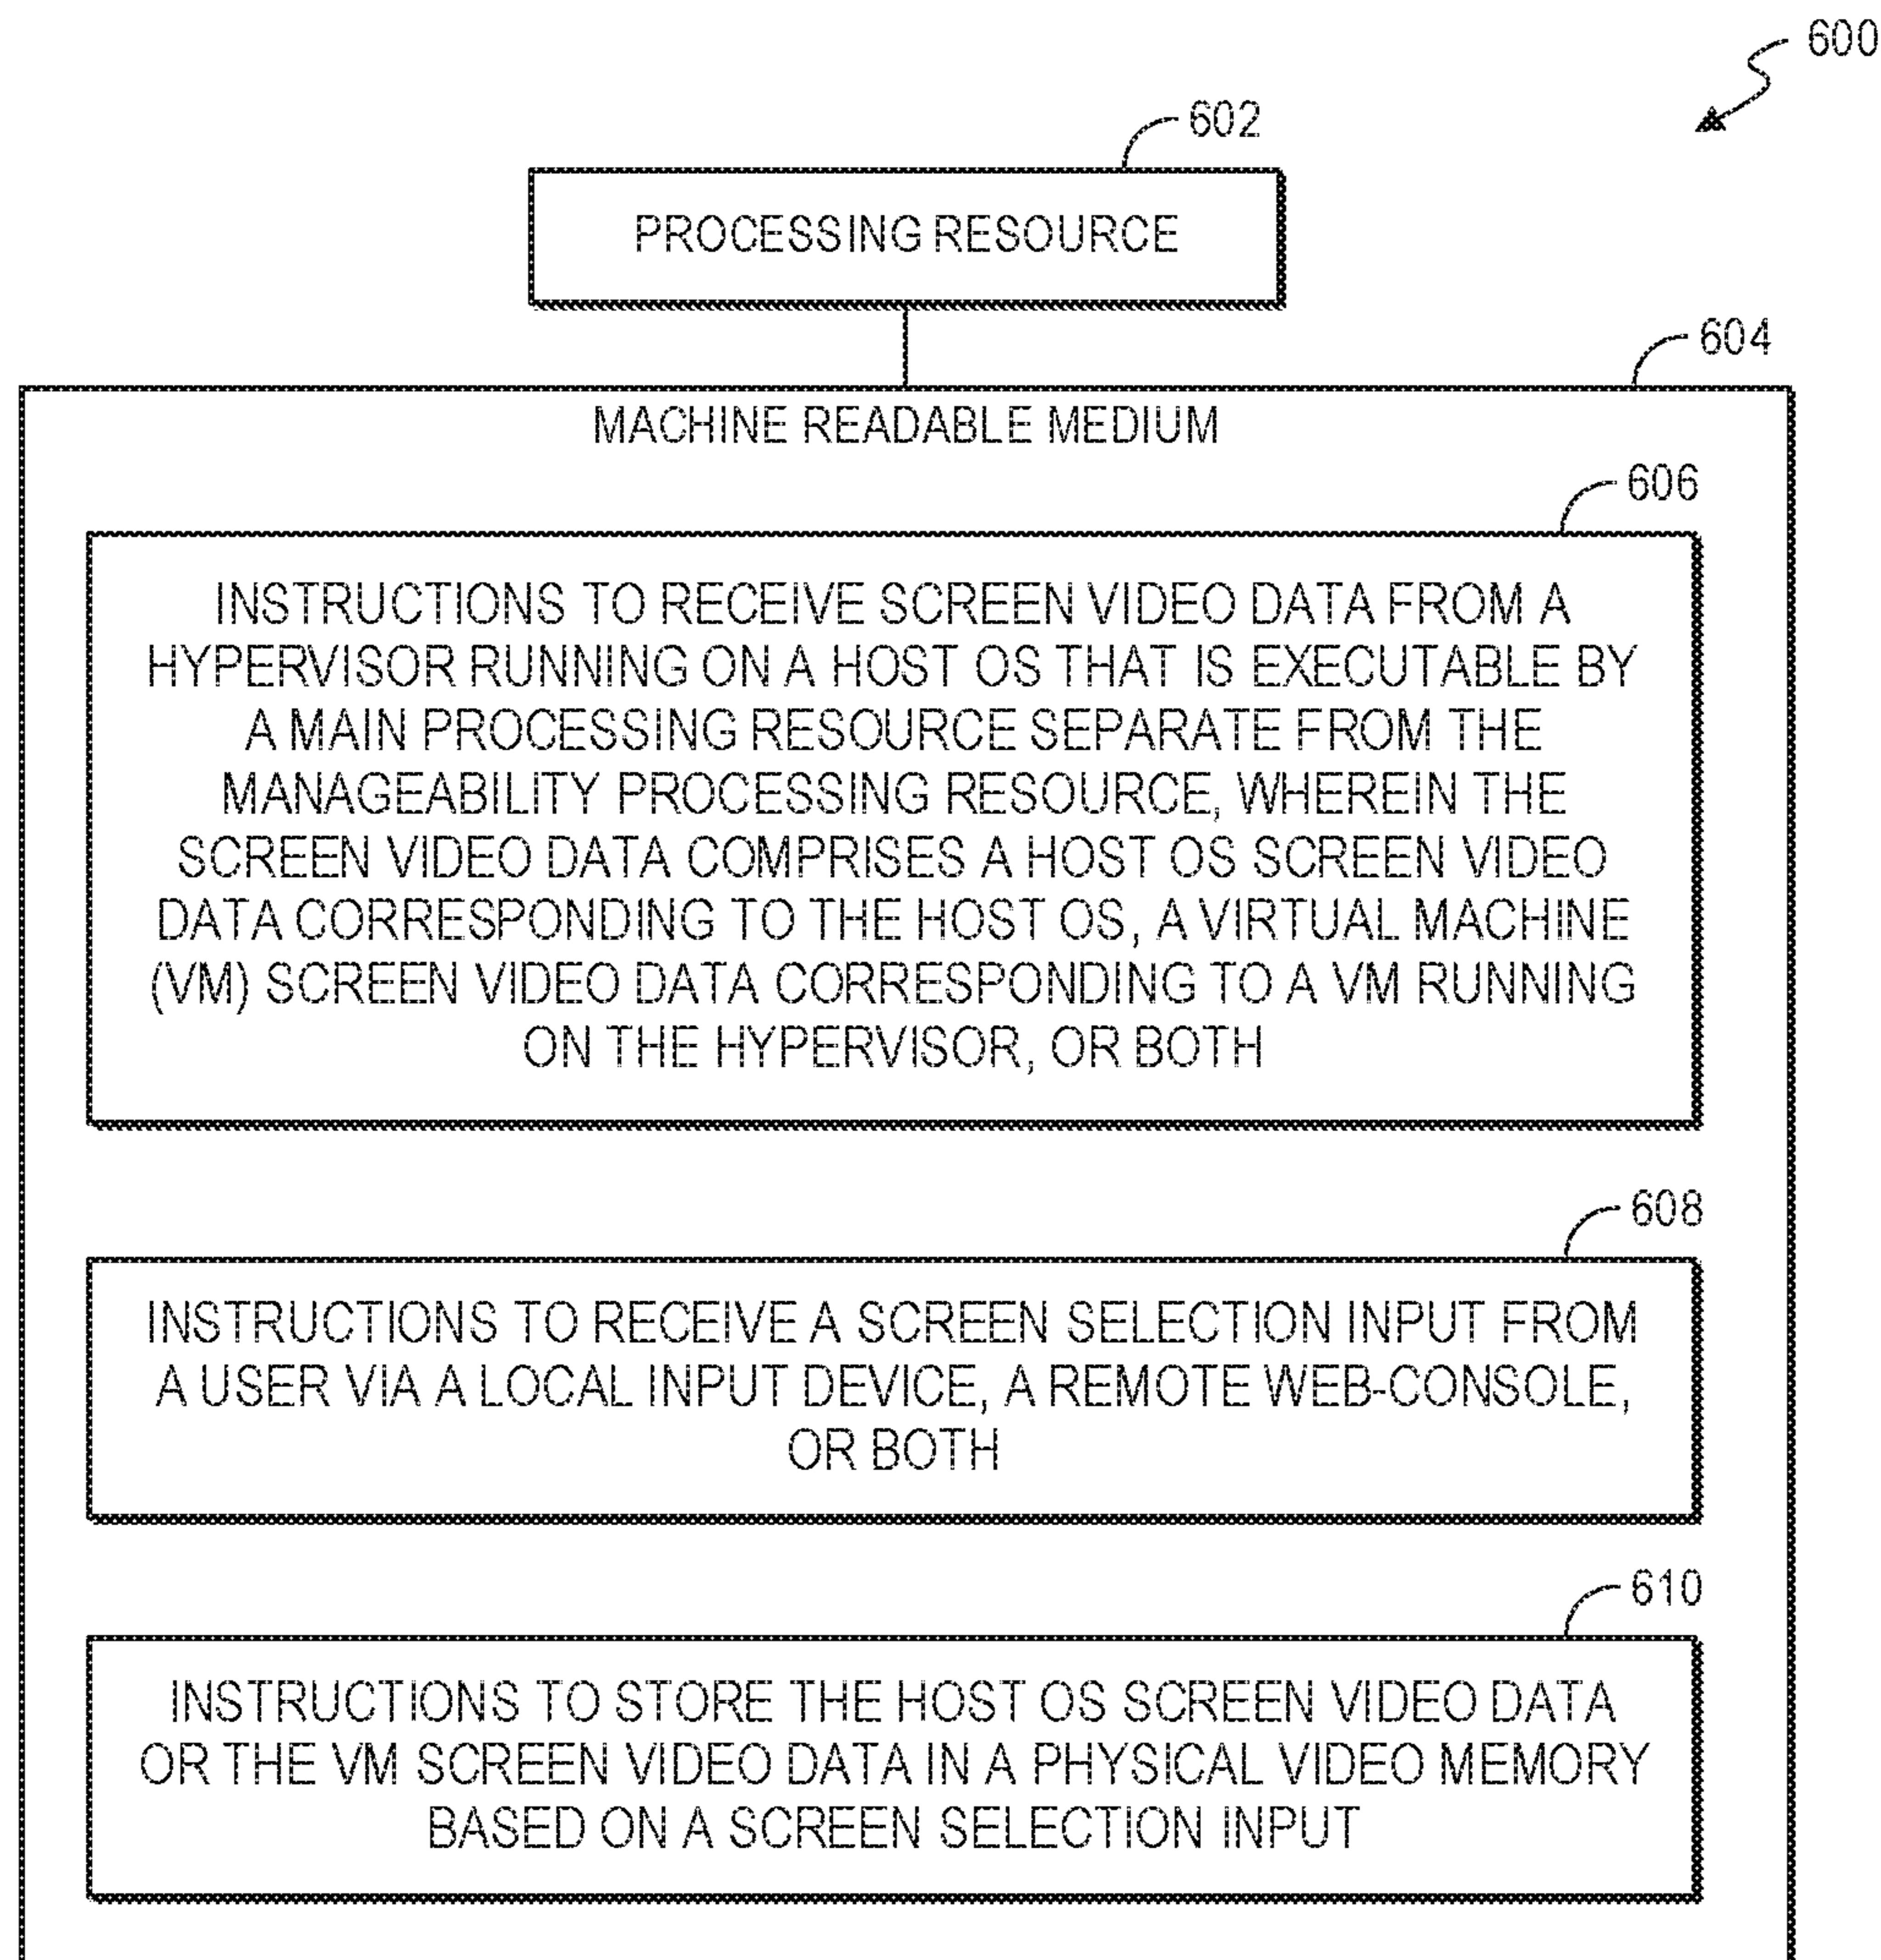 600
602
PROCESSING RESOURCE
604
MACHINE READABLE MEDIUM
606
INSTRUCTIONS TO RECEIVE SCREEN VIDEO DATA FROM A
HYPERVISOR RUNNING ON A HOST OS THAT IS EXECUTABLE BY
A MAIN PROCESSING RESOURCE SEPARATE FROM THE
MANAGEABILITY PROCESSING RESOURCE, WHEREIN THE
SCREEN VIDEO DATA COMPRISES A HOST OS SCREEN VIDEO
DATA CORRESPONDING TO THE HOST OS, A VIRTUAL MACHINE
(VM) SCREEN VIDEO DATA CORRESPONDING TO A VM RUNNING
ON THE HYPERVISOR, OR BOTH
608
INSTRUCTIONS TO RECEIVE A SCREEN SELECTION INPUT FROM
A USER VIA A LOCAL INPUT DEVICE, A REMOTE WEB-CONSOLE,
OR BOTH
610
INSTRUCTIONS TO STORE THE HOST OS SCREEN VIDEO DATA
OR THE VM SCREEN VIDEO DATA IN A PHYSICAL VIDEO MEMORY
BASED ON A SCREEN SELECTION INPUT